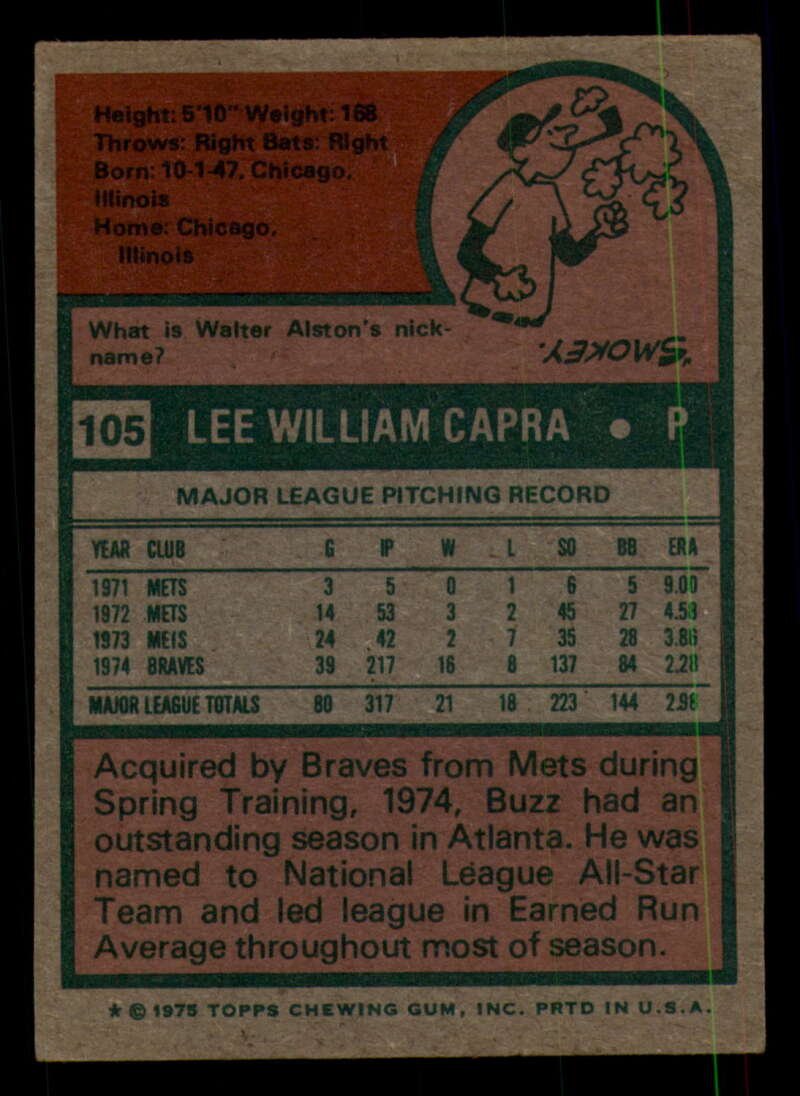 Height: 5'10" Weight: 168
Throws: Right Bats: Right
Born: 10-1-47, Chicago,
Illinois
Home: Chicago,
Illinois
What is Walter Alston's nick-
name?
"SMOKEY."
105 LEE WILLIAM CAPRA • P
MAJOR LEAGUE PITCHING RECORD
YEAR CLUB G IP W L SO BB ERA
1971 METS 3 5 0 1 6 5 9.00
1972 METS 14 53 3 2 45 27 4.58
1973 METS 24 42 2 7 35 28 3.86
1974 BRAVES 39 217 16 8 137 84 2.28
MAJOR LEAGUE TOTALS 80 317 21 18 223 144 2.98
Acquired by Braves from Mets during
Spring Training, 1974, Buzz had an
outstanding season in Atlanta. He was
named to National League All-Star
Team and led league in Earned Run
Average throughout most of season.
★ © 1975 TOPPS CHEWING GUM, INC. PRTD IN U.S.A.